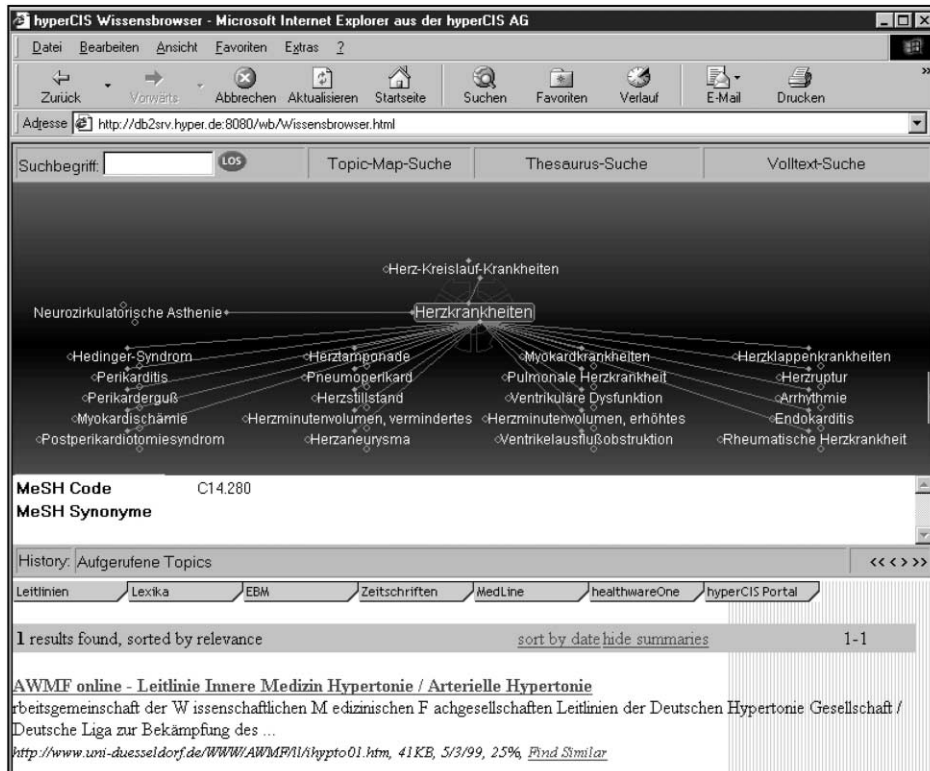 hyperCIS Wissensbrowser - Microsoft Internet Explorer aus der hyperCIS AG
Datei Bearbeiten Ansicht Favoriten Extras ?
Zurück Vorwärts Abbrechen Aktualisieren Startseite Suchen Favoriten Verlauf E-Mail Drucken »
Adresse http://db2srv.hyper.de:8080/wb/Wissensbrowser.html
Suchbegriff: LOS Topic-Map-Suche Thesaurus-Suche Volltext-Suche
Herz-Kreislauf-Krankheiten
Neurozirkulatorische Asthenie Herzkrankheiten
Hedinger-Syndrom Herztamponade Myokardkrankheiten Herzklappenkrankheiten
Perikarditis Pneumoperikard Pulmonale Herzkrankheit Herzruptur
Perikarderguß Herzstillstand Ventrikuläre Dysfunktion Arrhythmie
Myokardischämie Herzminutenvolumen, vermindertes Herzminutenvolumen, erhöhtes Endokarditis
Postperikardiotomiesyndrom Herzaneurysma Ventrikelausflußobstruktion Rheumatische Herzkrankheit
MeSH Code C14.280
MeSH Synonyme
History: Aufgerufene Topics << < > >>
Leitlinien Lexika EBM Zeitschriften MedLine healthwareOne hyperCIS Portal
1 results found, sorted by relevance sort by date hide summaries 1-1
AWMF online - Leitlinie Innere Medizin Hypertonie / Arterielle Hypertonie
rbeitsgemeinschaft der W issenschaftlichen M edizinischen F achgesellschaften Leitlinien der Deutschen Hypertonie Gesellschaft /
Deutsche Liga zur Bekämpfung des ...
http://www.uni-duesseldorf.de/WWW/AWMF/ll/ihypto01.htm, 41KB, 5/3/99, 25%, Find Similar